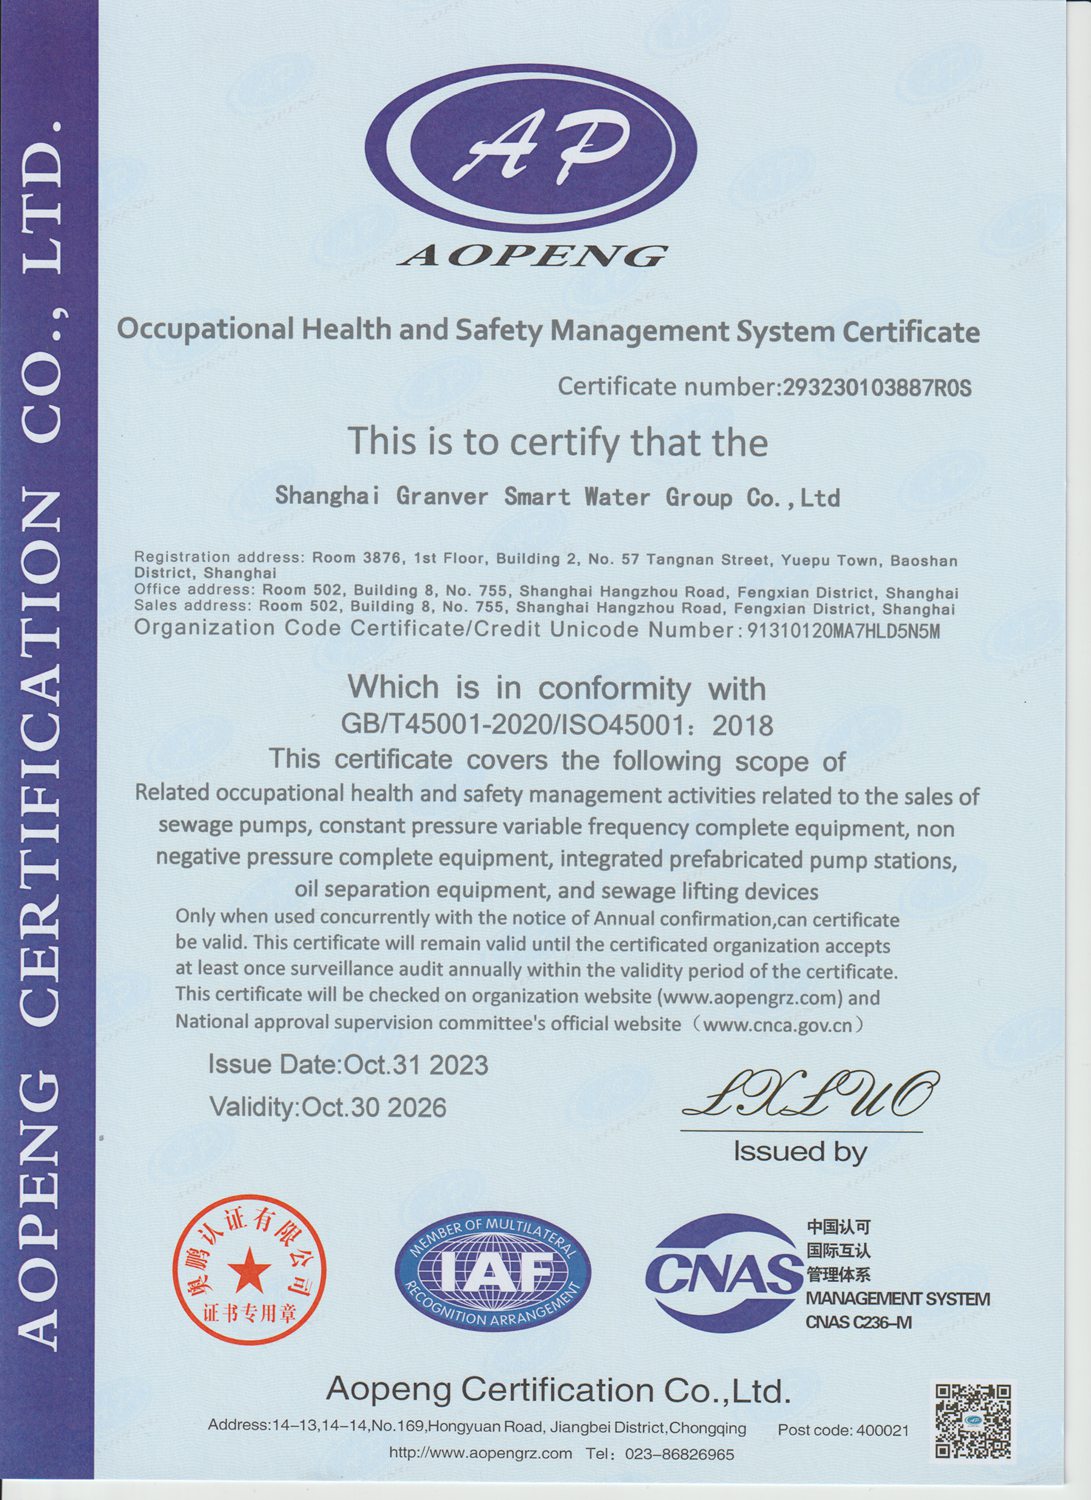 AOPENG CERTIFICATION CO., LTD.
AP
AOPENG
Occupational Health and Safety Management System Certificate
Certificate number:293230103887R0S
This is to certify that the
Shanghai Granver Smart Water Group Co.,Ltd
Registration address: Room 3876, 1st Floor, Building 2, No. 57 Tangnan Street, Yuepu Town, Baoshan
District, Shanghai
Office address: Room 502, Building 8, No. 755, Shanghai Hangzhou Road, Fengxian District, Shanghai
Sales address: Room 502, Building 8, No. 755, Shanghai Hangzhou Road, Fengxian District, Shanghai
Organization Code Certificate/Credit Unicode Number:91310120MA7HLD5N5M
Which is in conformity with
GB/T45001-2020/ISO45001：2018
This certificate covers the following scope of
Related occupational health and safety management activities related to the sales of
sewage pumps, constant pressure variable frequency complete equipment, non
negative pressure complete equipment, integrated prefabricated pump stations,
oil separation equipment, and sewage lifting devices
Only when used concurrently with the notice of Annual confirmation,can certificate
be valid. This certificate will remain valid until the certificated organization accepts
at least once surveillance audit annually within the validity period of the certificate.
This certificate will be checked on organization website (www.aopengrz.com) and
National approval supervision committee's official website（www.cnca.gov.cn）
Issue Date:Oct.31 2023
Validity:Oct.30 2026
LXLUO
Issued by
奥鹏认证有限公司
证书专用章
MEMBER OF MULTILATERAL
IAF
RECOGNITION ARRANGEMENT
CNAS
中国认可
国际互认
管理体系
MANAGEMENT SYSTEM
CNAS C236-M
Aopeng Certification Co.,Ltd.
Address:14-13,14-14,No.169,Hongyuan Road, Jiangbei District,Chongqing Post code: 400021
http://www.aopengrz.com Tel：023-86826965